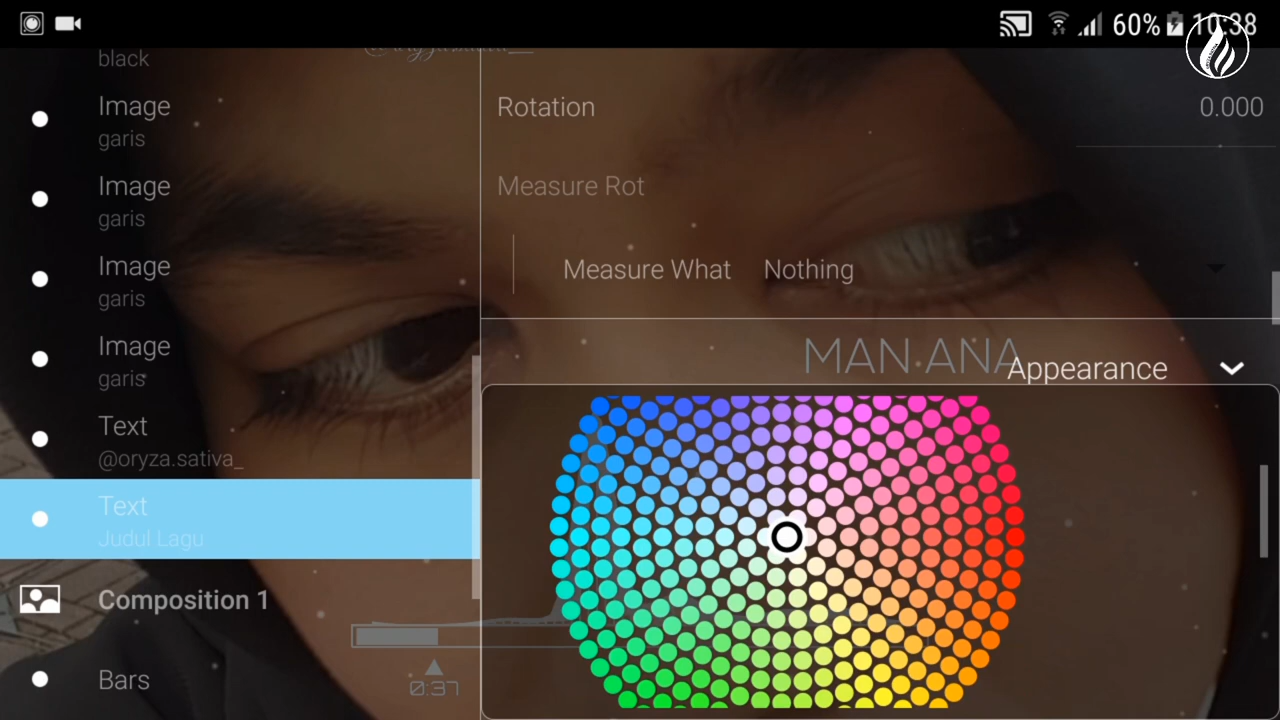 60% 10:38
black
Image
garis
Image
garis
Image
garis
Image
garis
Text
@oryza.sativa_
Text
Judul Lagu
Composition 1
Bars
0:37
Rotation
0.000
Measure Rot
Measure What Nothing
MAN ANA
Appearance